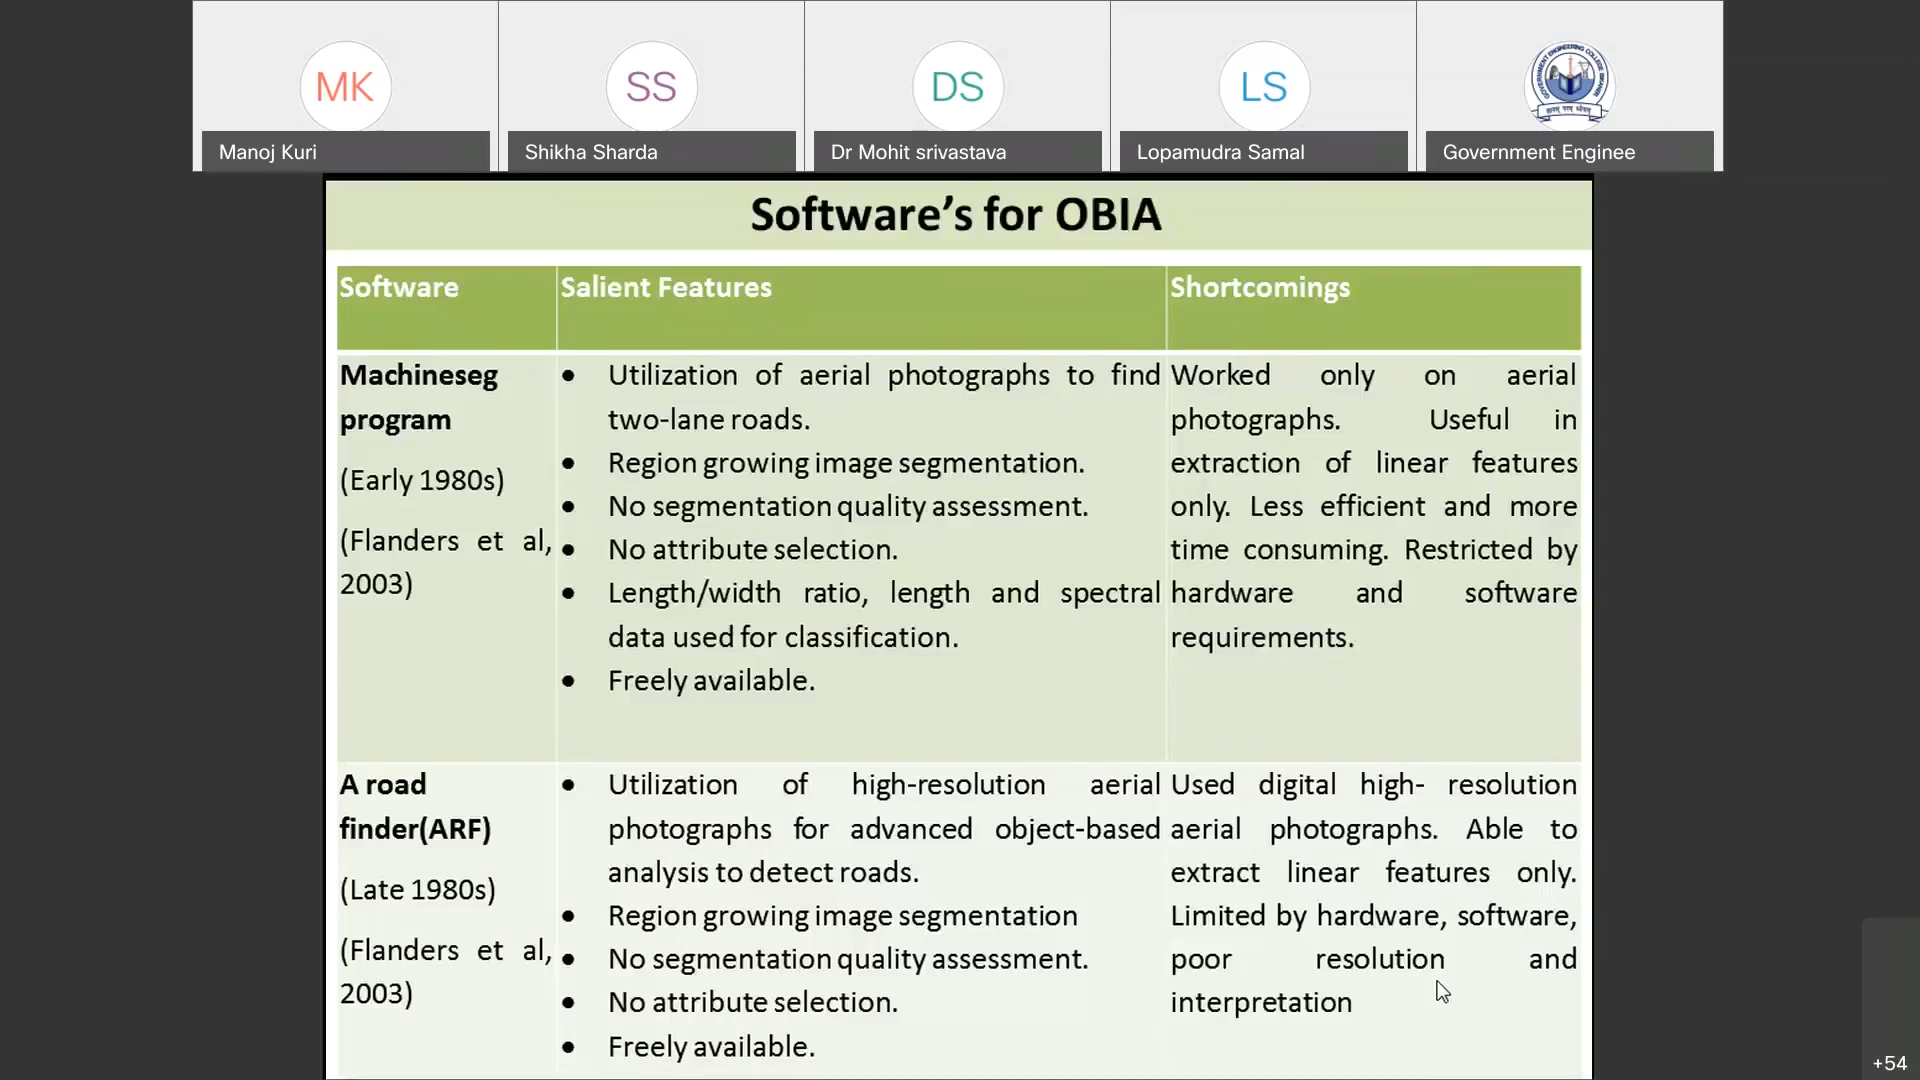 MK
SS
DS
LS
Manoj Kuri
Shikha Sharda
Dr Mohit srivastava
Lopamudra Samal
Government Enginee
Software's for OBIA
Software
Salient Features
Shortcomings
Machineseg
program
(Early 1980s)
(Flanders et al,
2003)
• Utilization of aerial photographs to find
two-lane roads.
• Region growing image segmentation.
• No segmentation quality assessment.
• No attribute selection.
• Length/width ratio, length and spectral
data used for classification.
• Freely available.
Worked only on aerial
photographs. Useful in
extraction of linear features
only. Less efficient and more
time consuming. Restricted by
hardware and software
requirements.
A road
finder(ARF)
(Late 1980s)
(Flanders et al,
2003)
• Utilization of high-resolution aerial
photographs for advanced object-based
analysis to detect roads.
• Region growing image segmentation
• No segmentation quality assessment.
• No attribute selection.
• Freely available.
Used digital high- resolution
aerial photographs. Able to
extract linear features only.
Limited by hardware, software,
poor resolution and
interpretation
+54